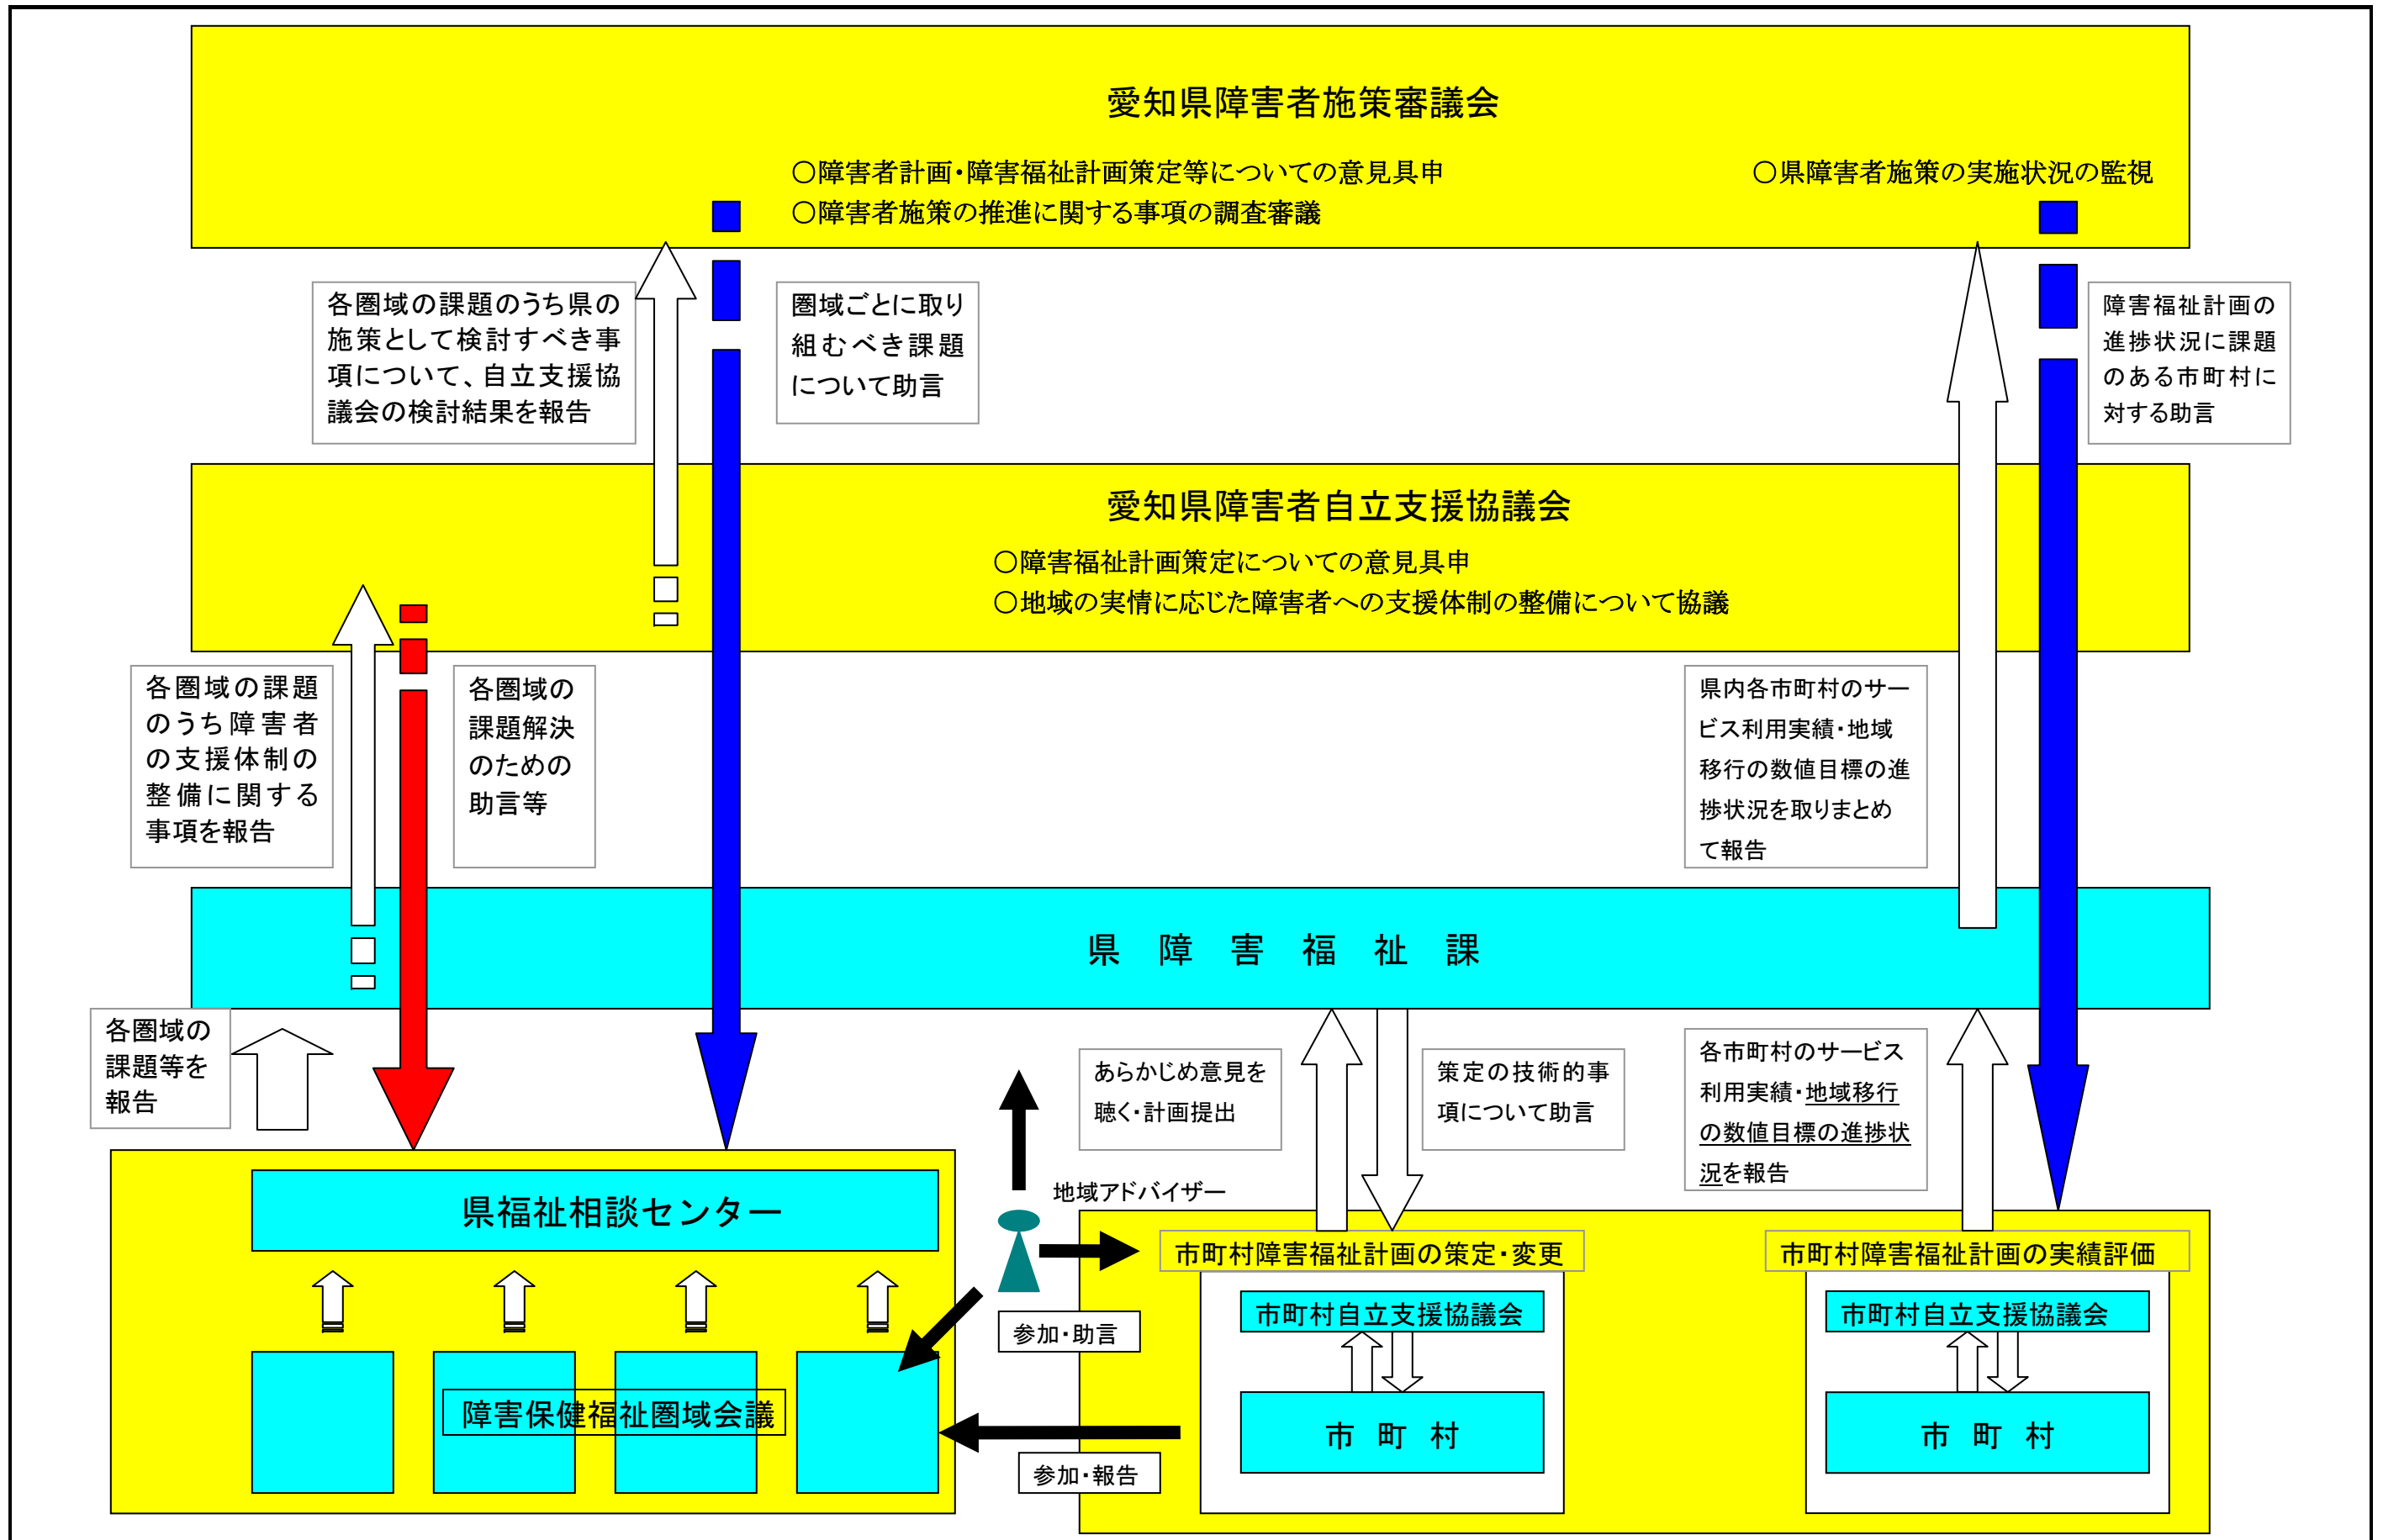 愛知県障害者施策審議会
○障害者計画・障害福祉計画策定等についての意見具申
○県障害者施策の実施状況の監視
○障害者施策の推進に関する事項の調査審議
各圏域の課題のうち県の
施策として検討すべき事
項について、自立支援協
議会の検討結果を報告
圏域ごとに取り
組むべき課題
について助言
障害福祉計画の
進捗状況に課題
のある市町村に
対する助言
愛知県障害者自立支援協議会
○障害福祉計画策定についての意見具申
○地域の実情に応じた障害者への支援体制の整備について協議
各圏域の課題
のうち障害者
の支援体制の
整備に関する
事項を報告
各圏域の
課題解決
のための
助言等
県内各市町村のサー
ビス利用実績・地域
移行の数値目標の進
捗状況を取りまとめ
て報告
県 障 害 福 祉 課
各圏域の
課題等を
報告
あらかじめ意見を
聴く・計画提出
策定の技術的事
項について助言
各市町村のサービス
利用実績・地域移行
の数値目標の進捗状
況を報告
県福祉相談センター
地域アドバイザー
市町村障害福祉計画の策定・変更
市町村障害福祉計画の実績評価
参加・助言
市町村自立支援協議会
市町村自立支援協議会
障害保健福祉圏域会議
市 町 村
市 町 村
参加・報告